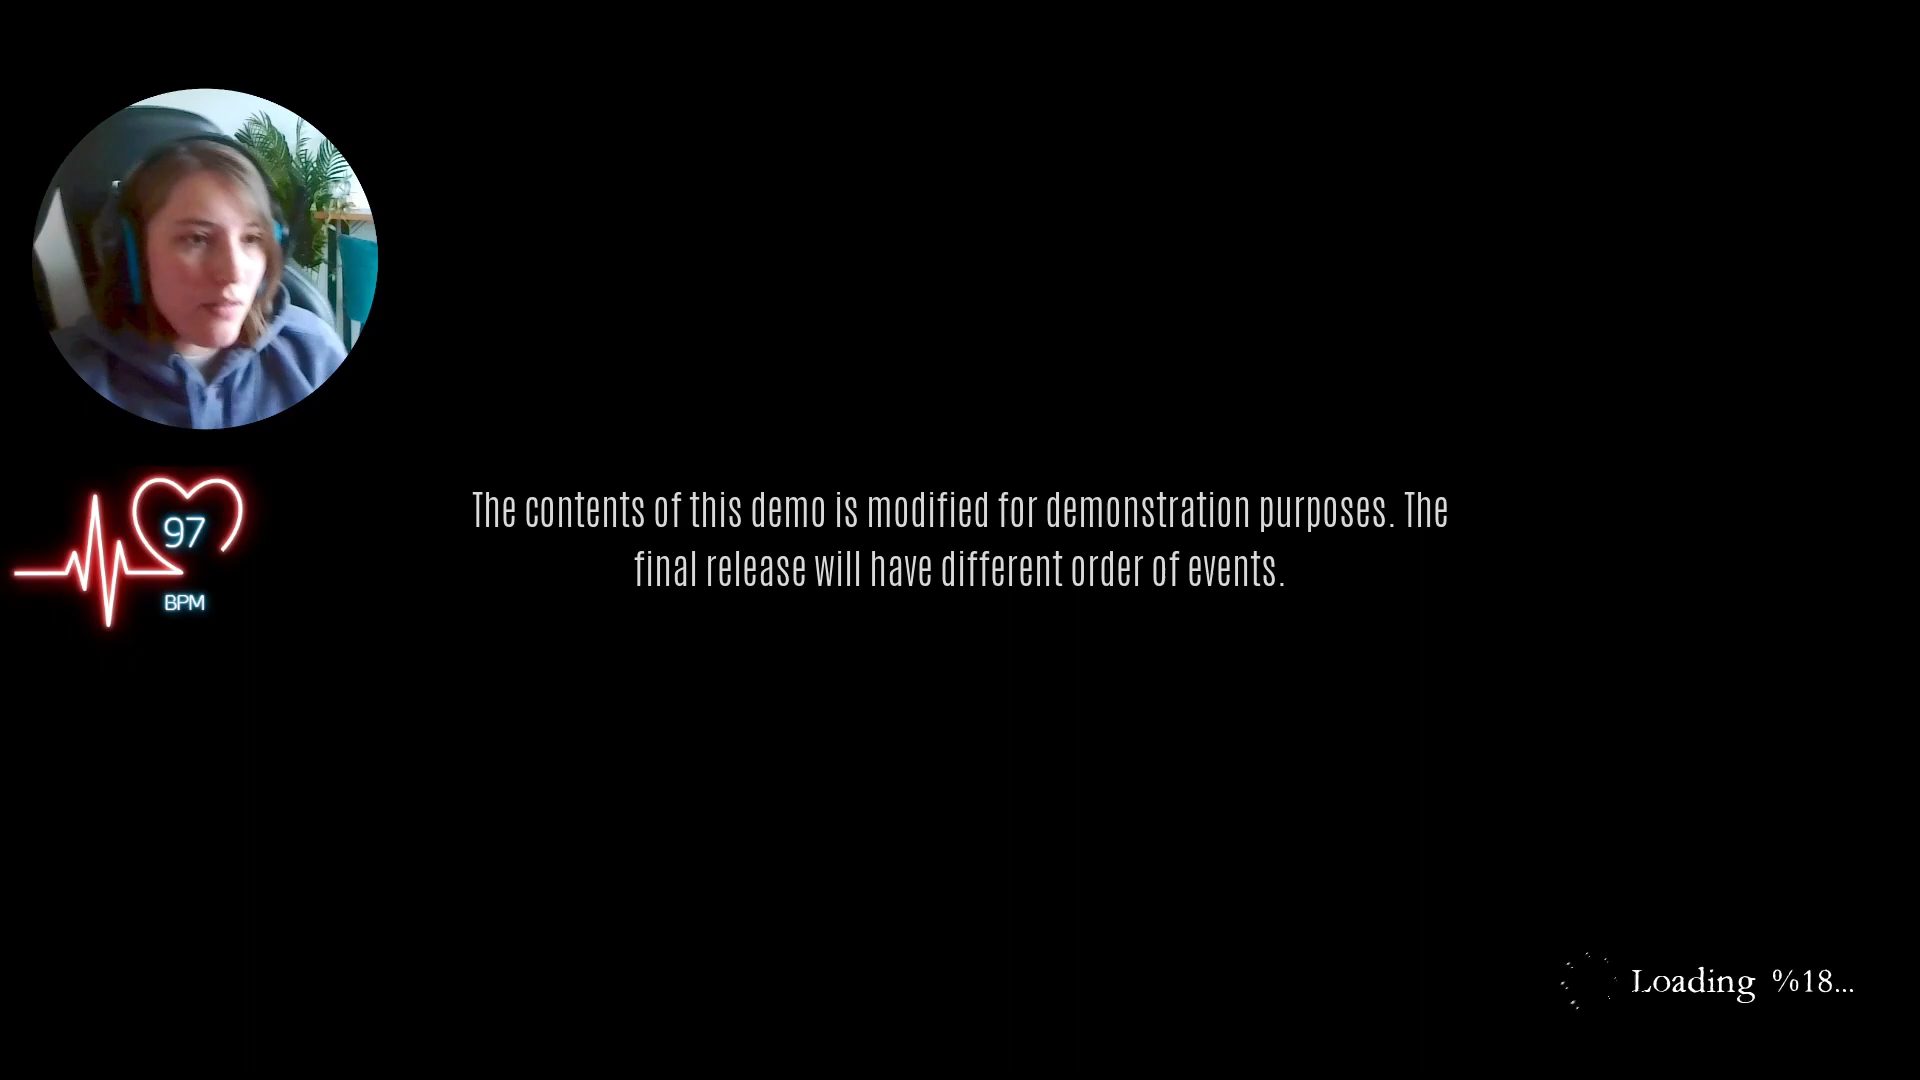 97
BPM
The contents of this demo is modified for demonstration purposes. The
final release will have different order of events.
Loading %18...